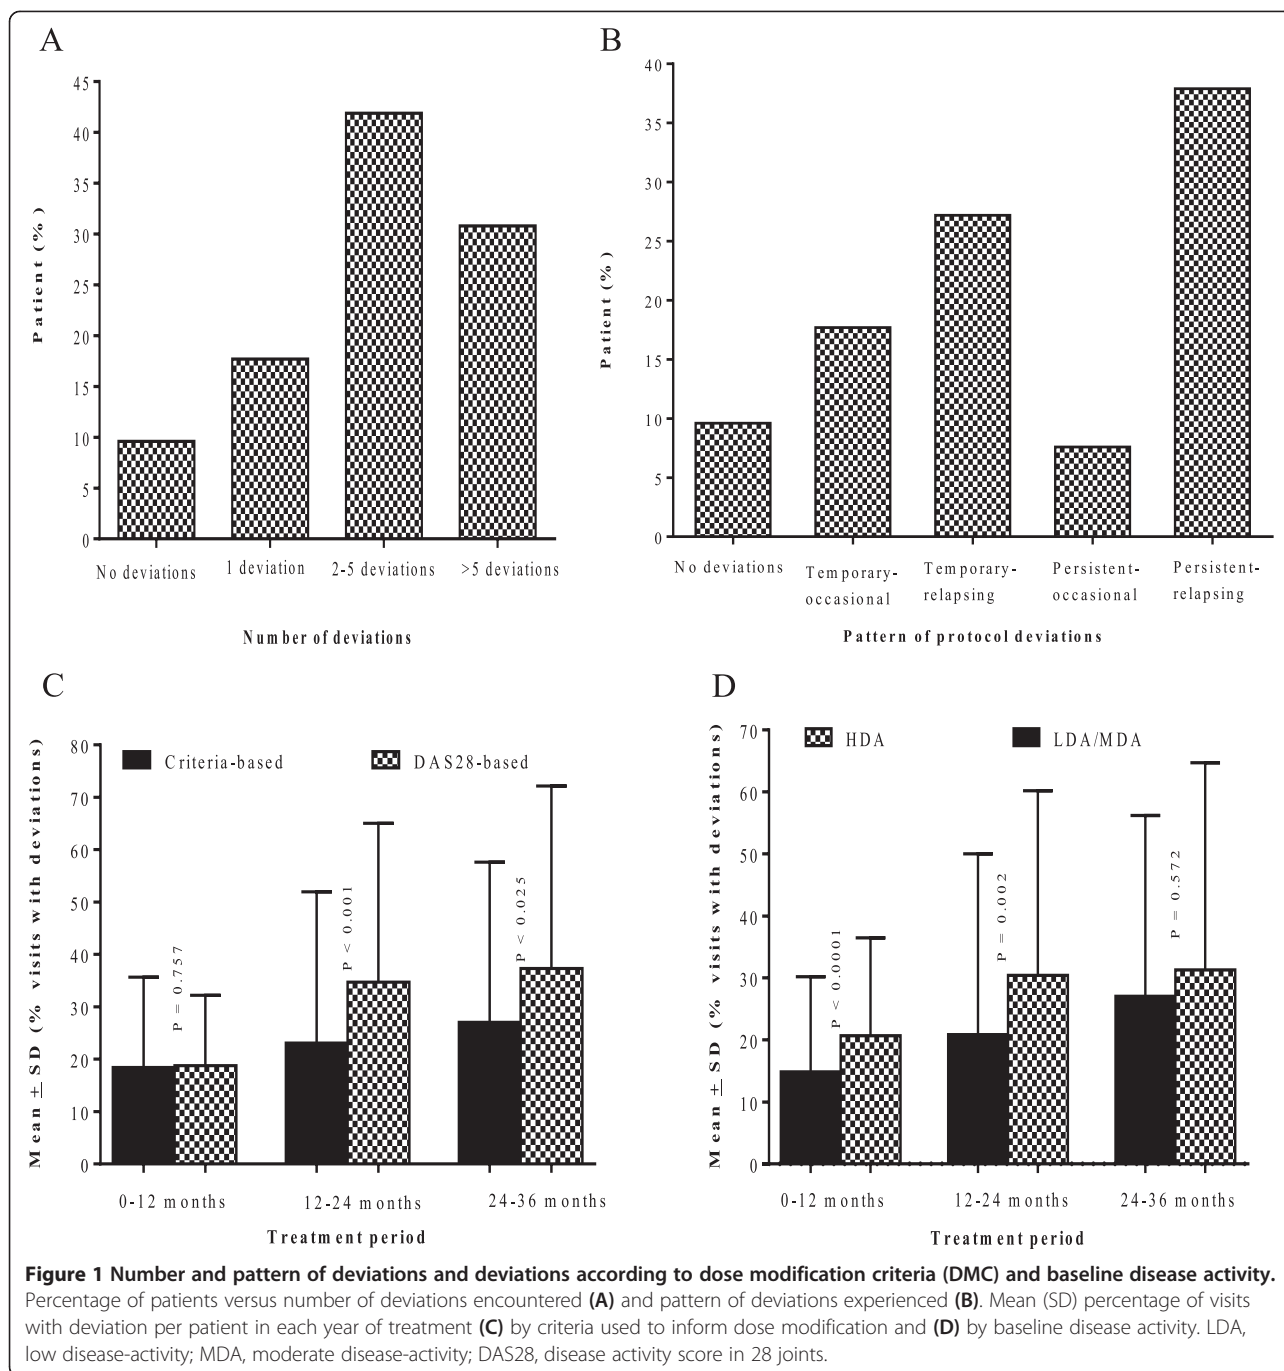 A
45
40
35
30
25
20
15
10
5
0
Patient (%)
No deviations 1 deviation 2-5 deviations >5 deviations
Number of deviations
B
40
35
30
25
20
15
10
5
0
Patient (%)
No deviations Temporary-occasional Temporary-relapsing Persistent-occasional Persistent-relapsing
Pattern of protocol deviations
C
80
70
60
50
40
30
20
10
0
Mean ± SD (% visits with deviations)
Criteria-based DAS28-based
P = 0.757
P < 0.001
P < 0.025
0-12 months 12-24 months 24-36 months
Treatment period
D
70
60
50
40
30
20
10
0
Mean ± SD (% visits with deviations)
HDA LDA/MDA
P < 0.0001
P = 0.002
P = 0.572
0-12 months 12-24 months 24-36 months
Treatment period
Figure 1 Number and pattern of deviations and deviations according to dose modification criteria (DMC) and baseline disease activity.
Percentage of patients versus number of deviations encountered (A) and pattern of deviations experienced (B). Mean (SD) percentage of visits
with deviation per patient in each year of treatment (C) by criteria used to inform dose modification and (D) by baseline disease activity. LDA,
low disease-activity; MDA, moderate disease-activity; DAS28, disease activity score in 28 joints.